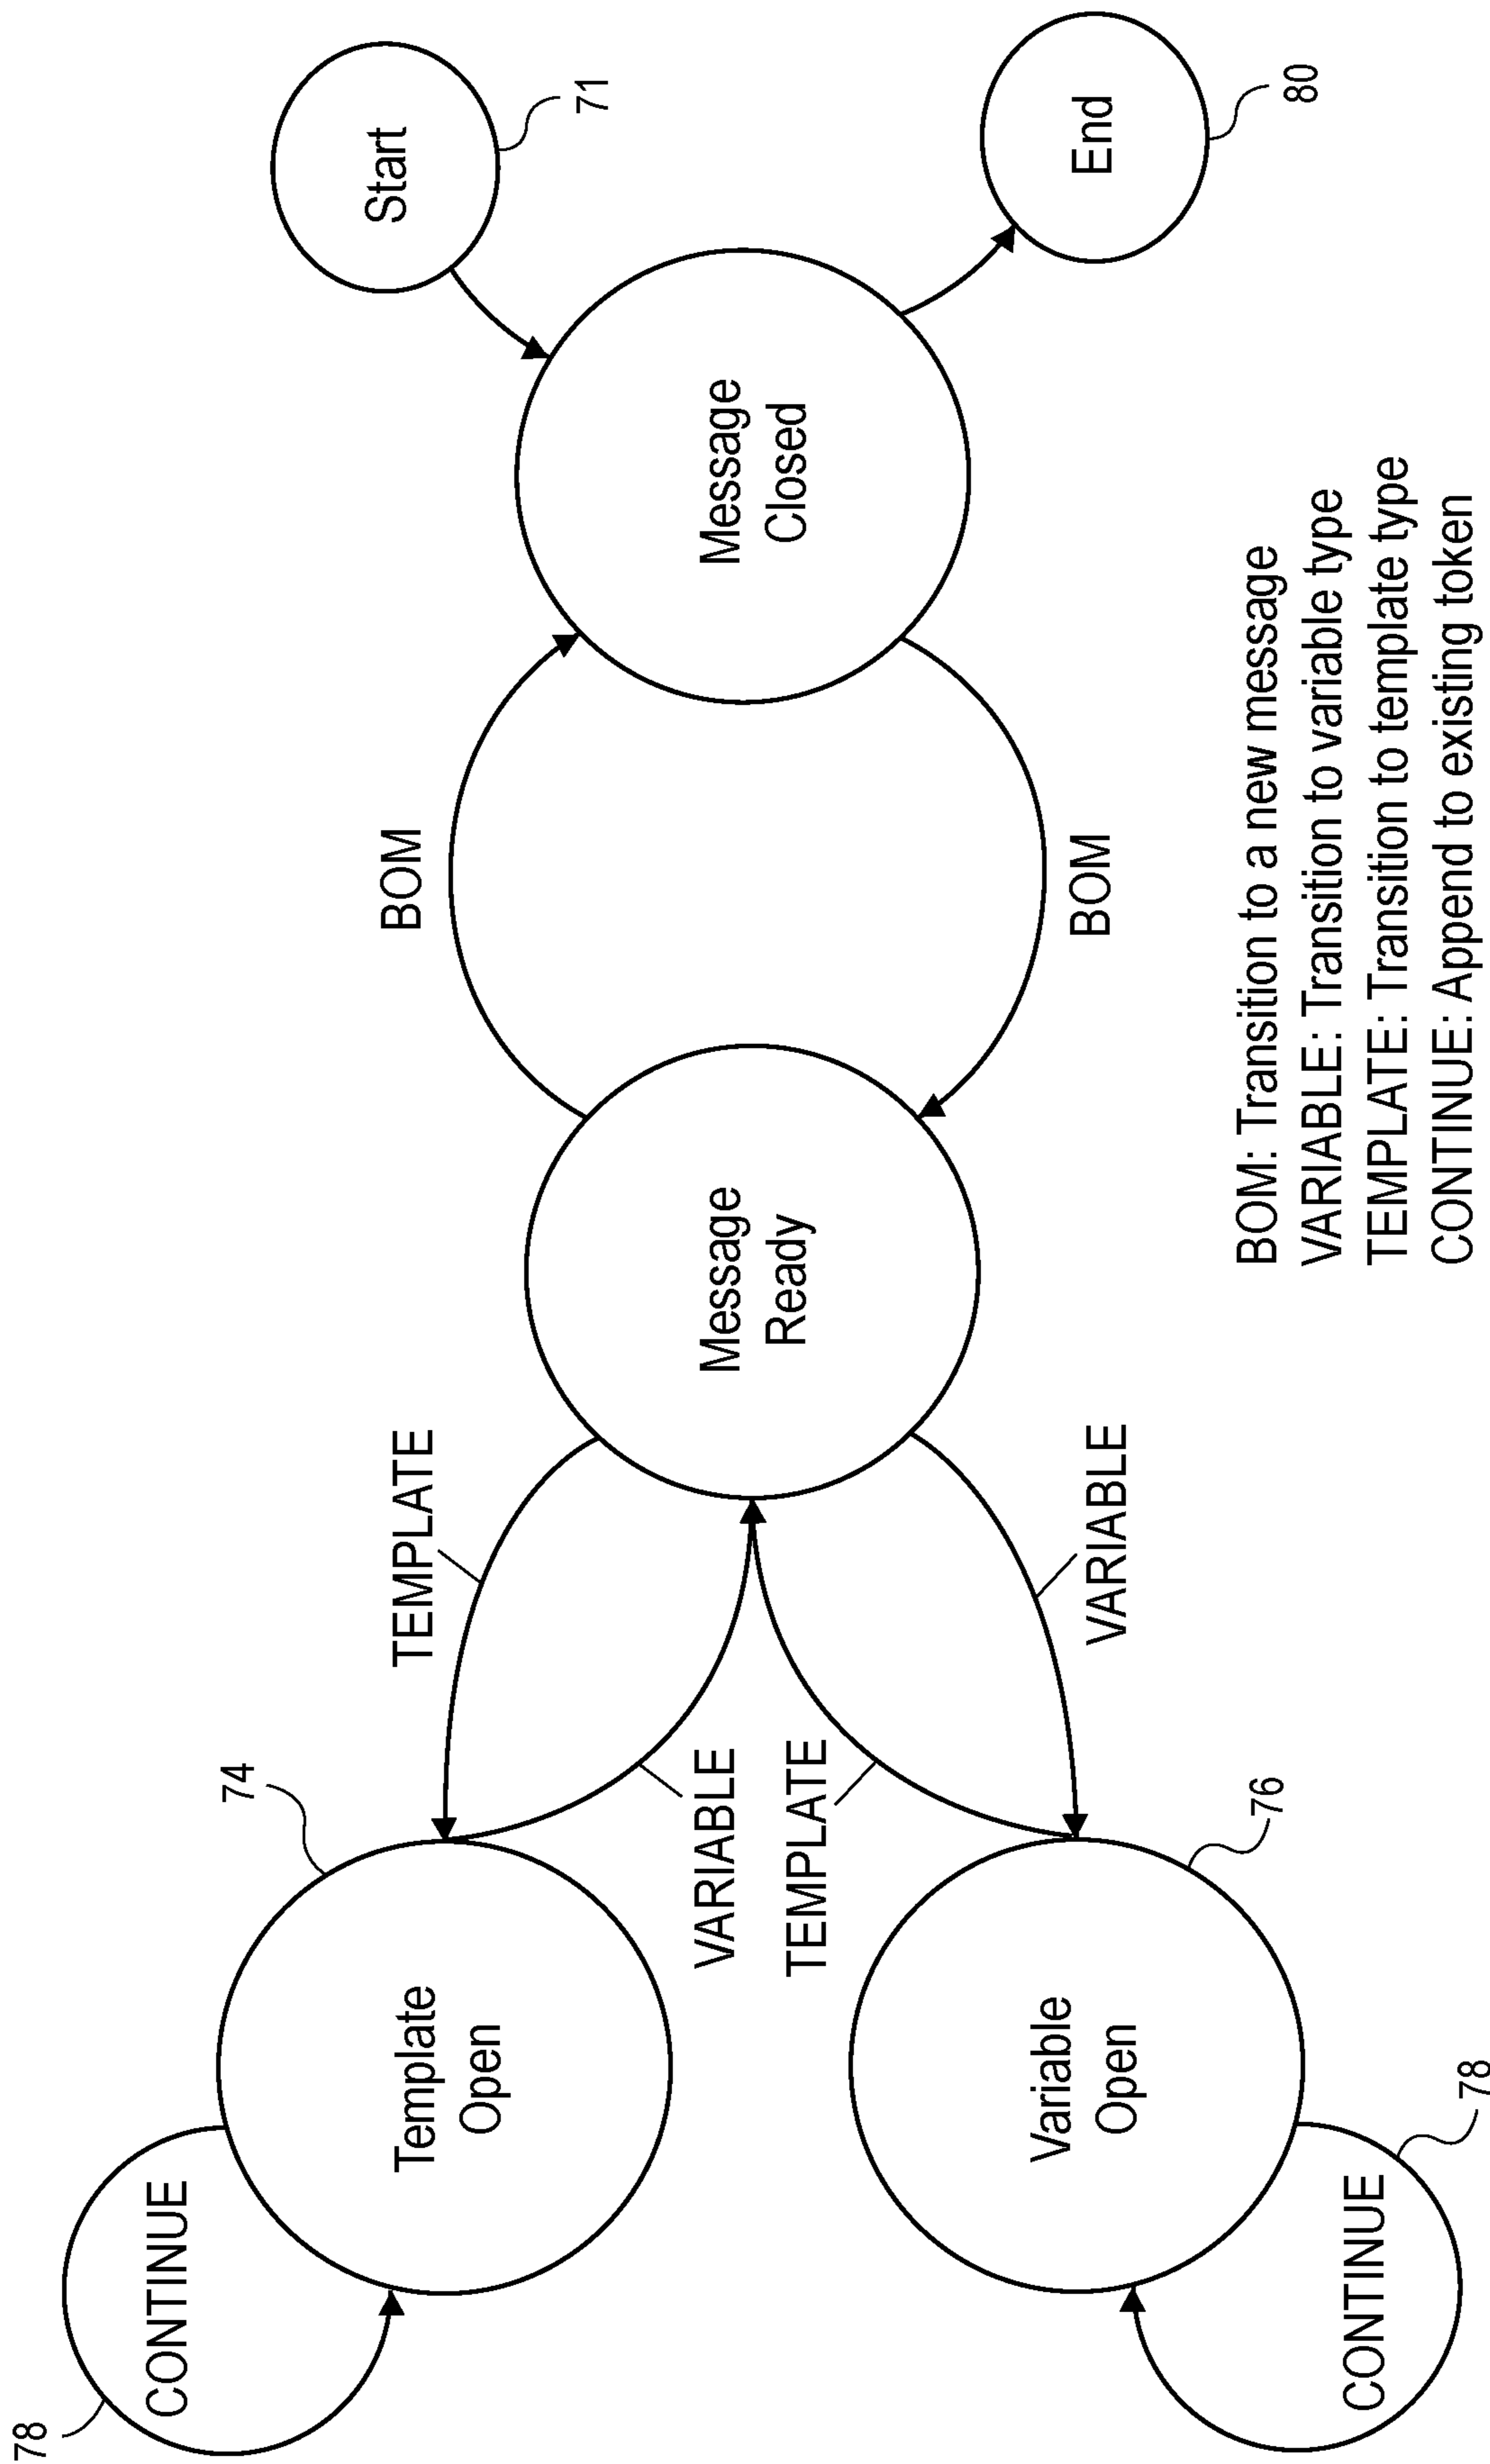 Start
71
Message
Closed
End
80
BOM
BOM
Message
Ready
TEMPLATE
VARIABLE
VARIABLE
TEMPLATE
74
Template
Open
76
Variable
Open
CONTINUE
78
CONTINUE
78
BOM: Transition to a new message
VARIABLE: Transition to variable type
TEMPLATE: Transition to template type
CONTINUE: Append to existing token